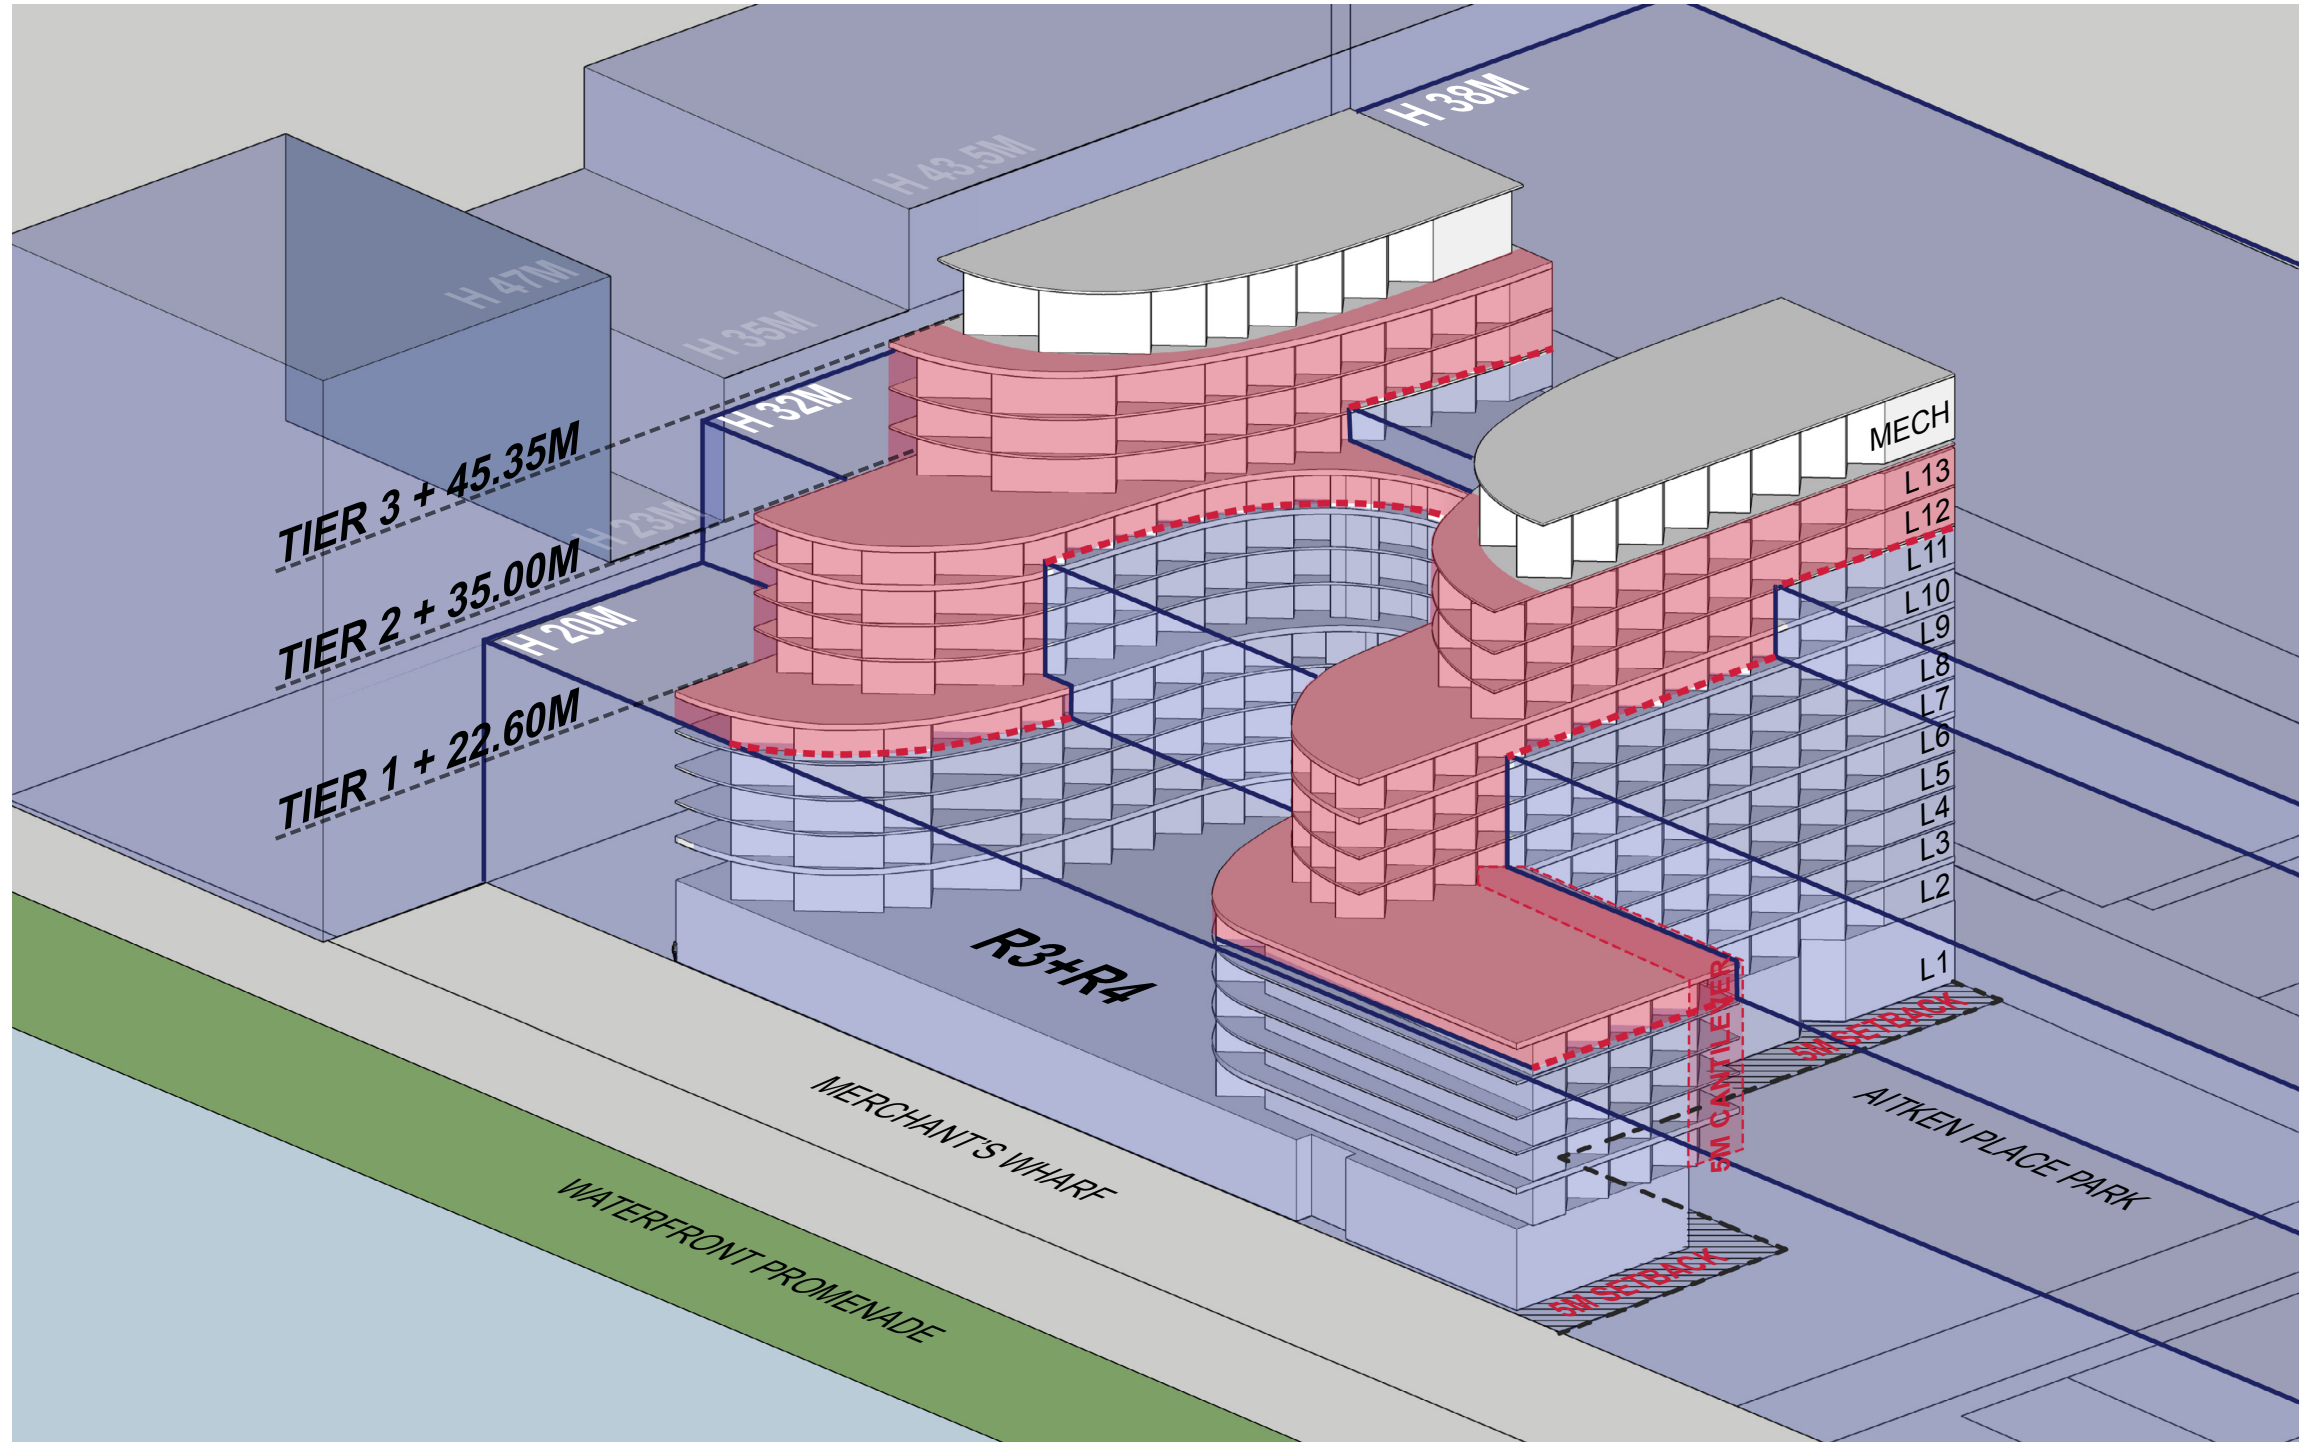 H 38M
H 43.5M
H 47M
H 35M
H 32M
H 23M
H 20M
TIER 3 + 45.35M
TIER 2 + 35.00M
TIER 1 + 22.60M
MECH
L13
L12
L11
L10
L9
L8
L7
L6
L5
L4
L3
L2
L1
R3+R4
5M CANTILEVER
5M SETBACK
5M SETBACK
AITKEN PLACE PARK
MERCHANT'S WHARF
WATERFRONT PROMENADE